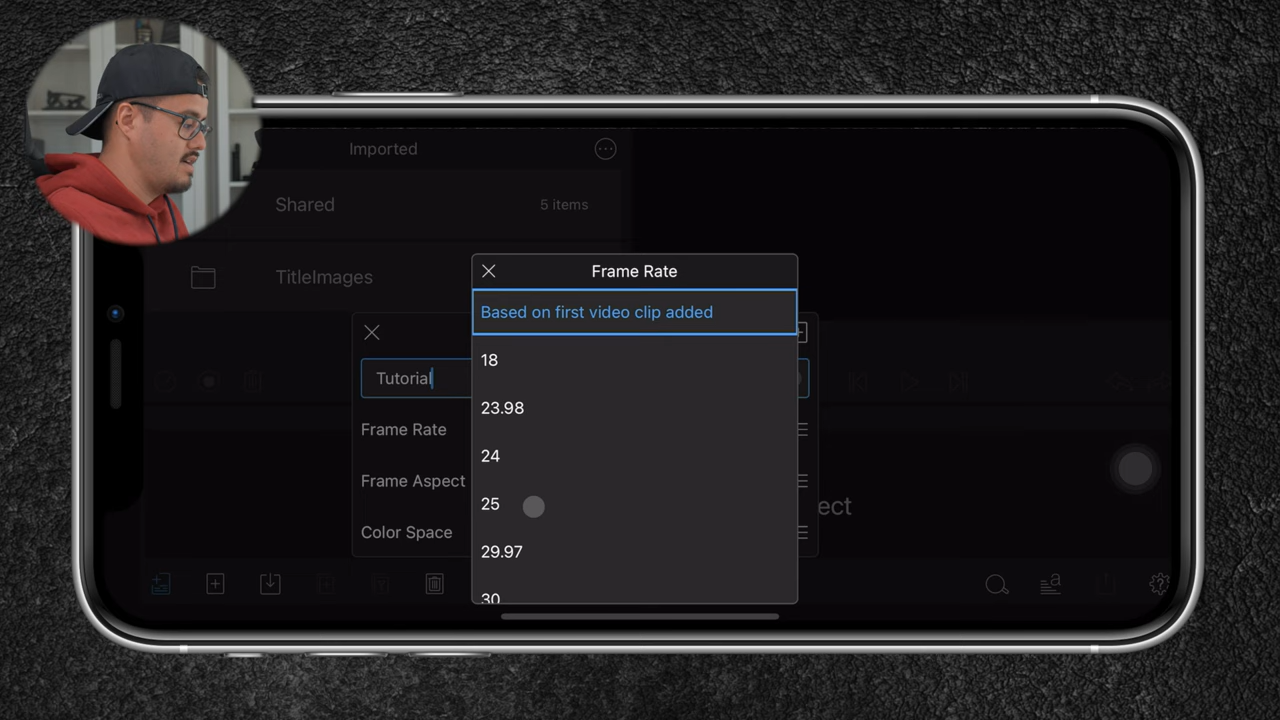 Imported
Shared 5 items
TitleImages
Frame Rate
Based on first video clip added
18
Tutorial
23.98
Frame Rate
24
Frame Aspect
25
ect
Color Space
29.97
30